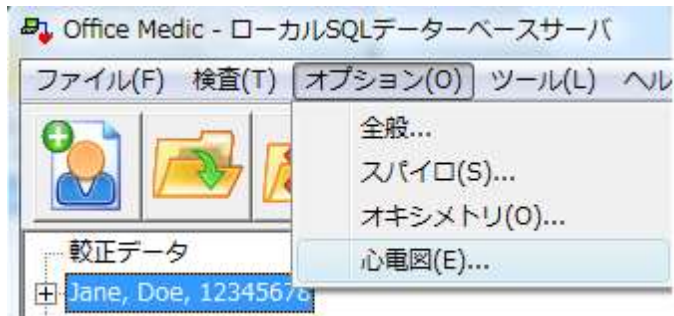 Office Medic - ローカルSQLデーターベースサーバ
ファイル(F) 検査(T) オプション(O) ツール(L) ヘル
全般...
スパイロ(S)...
オキシメトリ(O)...
心電図(E)...
較正データ
Jane, Doe, 12345678